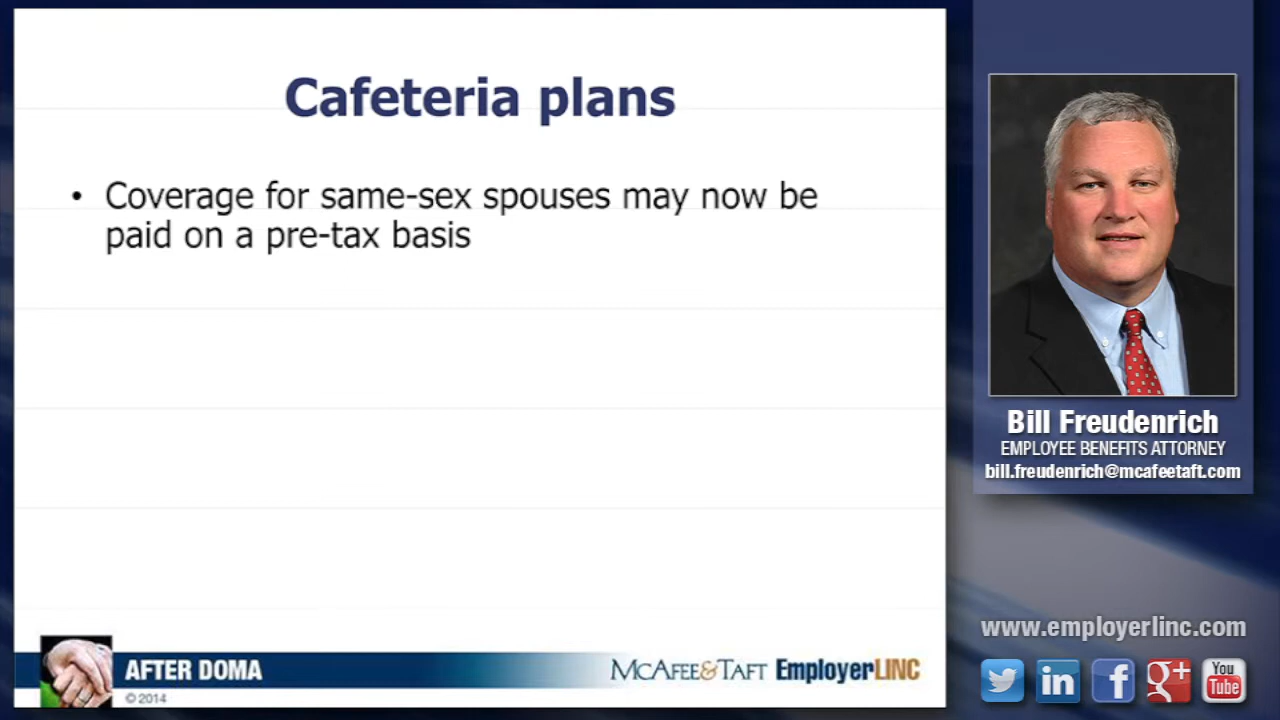 Cafeteria plans
• Coverage for same-sex spouses may now be
paid on a pre-tax basis
AFTER DOMA
© 2014
MCAFEE&TAFT EmployerLINC
Bill Freudenrich
EMPLOYEE BENEFITS ATTORNEY
bill.freudenrich@mcafeetaft.com
www.employerlinc.com
in
f
g+
You
Tube